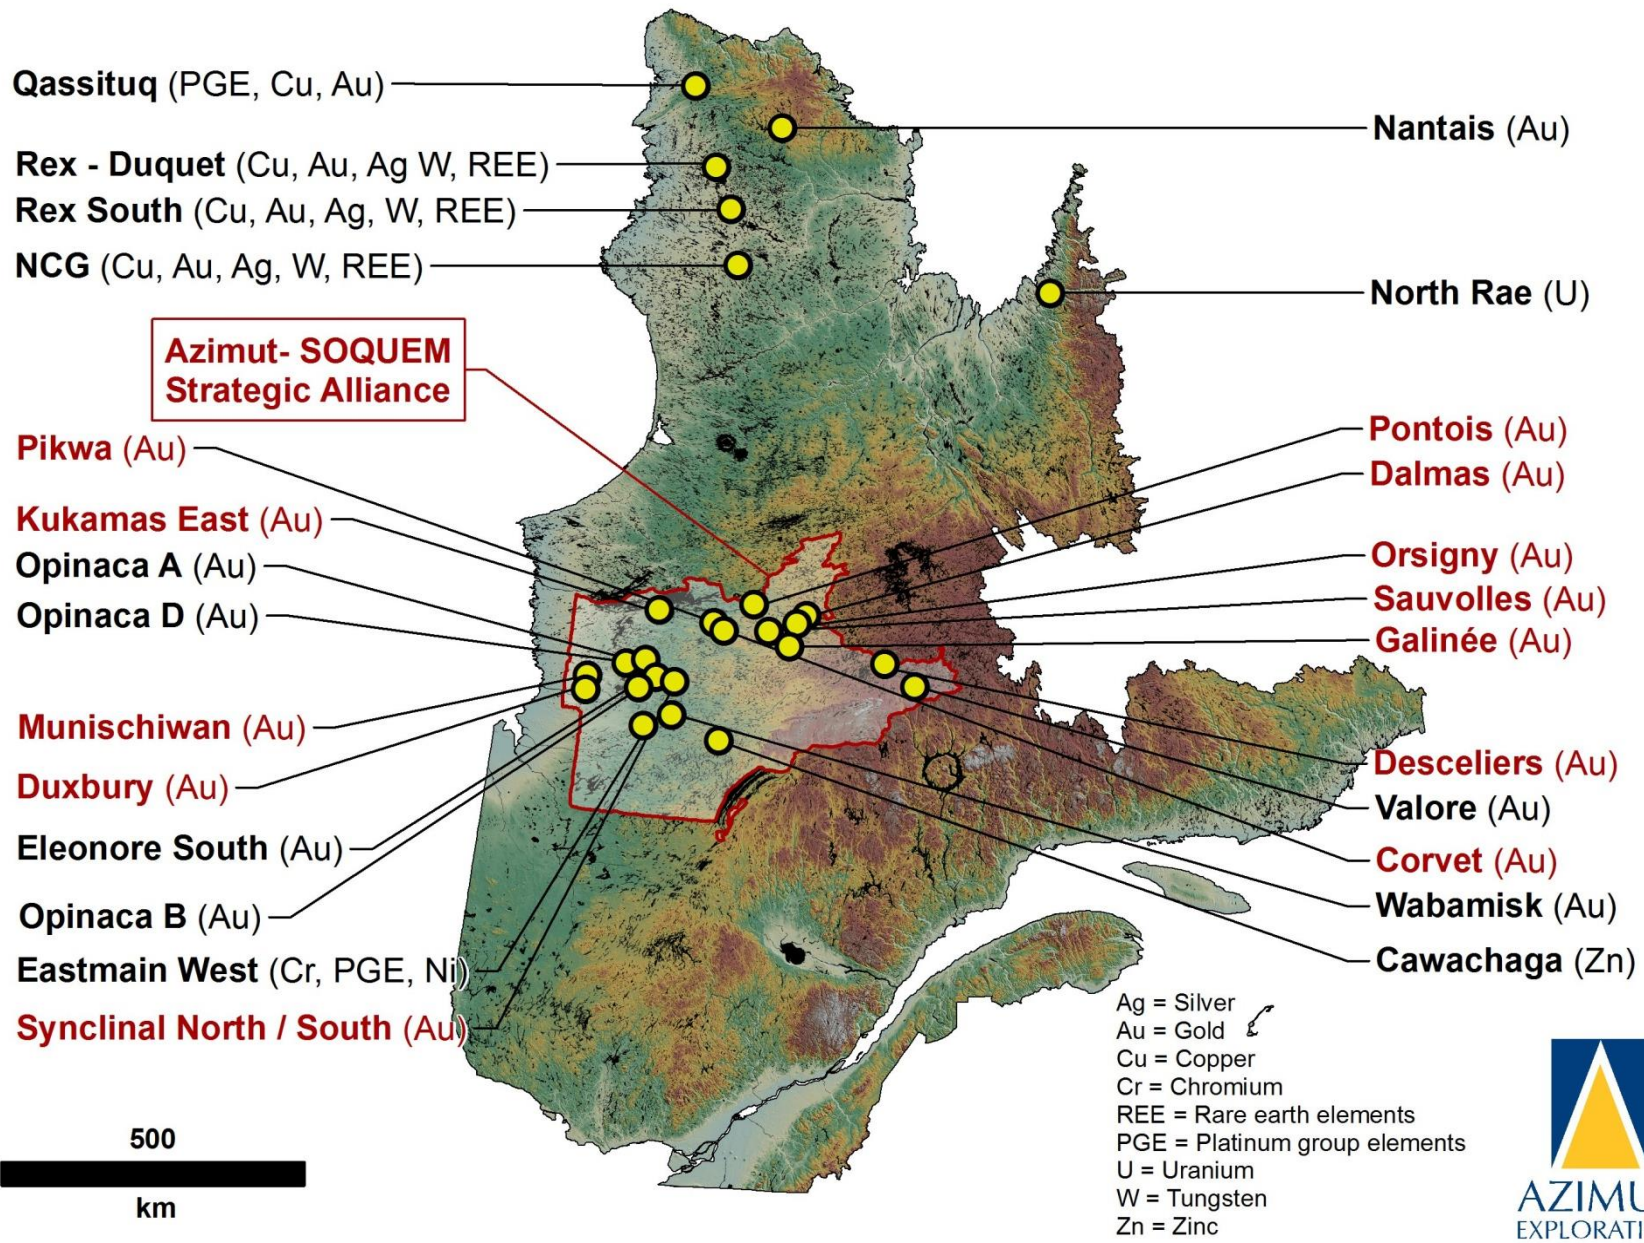 Qassituq (PGE, Cu, Au)
Nantais (Au)
Rex - Duquet (Cu, Au, Ag W, REE)
Rex South (Cu, Au, Ag, W, REE)
NCG (Cu, Au, Ag, W, REE)
North Rae (U)
Azimut- SOQUEM
Strategic Alliance
Pikwa (Au)
Kukamas East (Au)
Opinaca A (Au)
Opinaca D (Au)
Munischiwan (Au)
Duxbury (Au)
Eleonore South (Au)
Opinaca B (Au)
Eastmain West (Cr, PGE, Ni)
Synclinal North / South (Au)
Pontois (Au)
Dalmas (Au)
Orsigny (Au)
Sauvolles (Au)
Galinée (Au)
Desceliers (Au)
Valore (Au)
Corvet (Au)
Wabamisk (Au)
Cawachaga (Zn)
500
km
Ag = Silver
Au = Gold
Cu = Copper
Cr = Chromium
REE = Rare earth elements
PGE = Platinum group elements
U = Uranium
W = Tungsten
Zn = Zinc
AZIMU
EXPLORATI